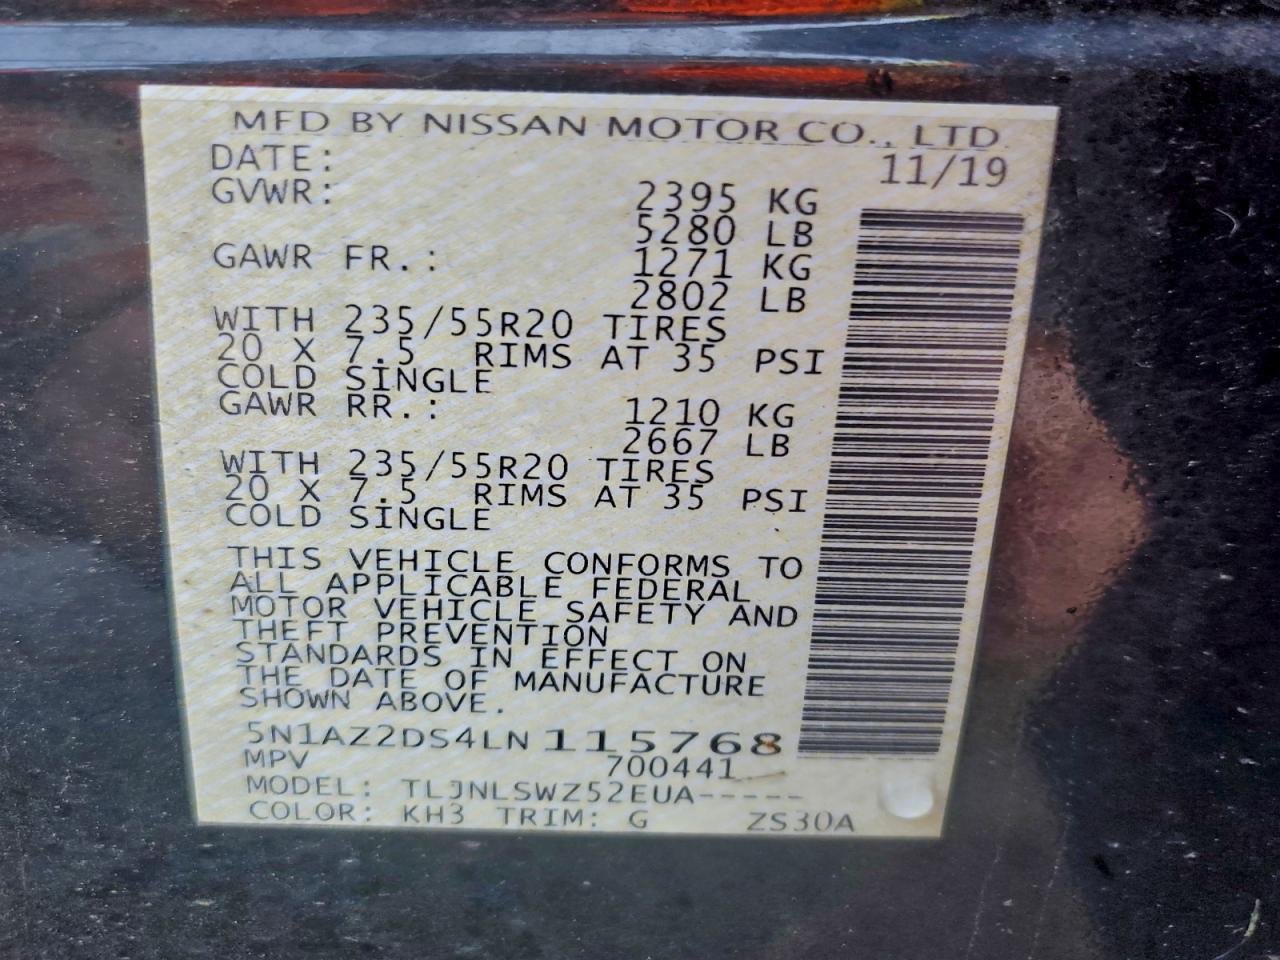 MFD BY NISSAN MOTOR CO., LTD.
DATE: 11/19
GVWR: 2395 KG
5280 LB
GAWR FR.: 1271 KG
2802 LB
WITH 235/55R20 TIRES
20 X 7.5 RIMS AT 35 PSI
COLD SINGLE
GAWR RR.: 1210 KG
2667 LB
WITH 235/55R20 TIRES
20 X 7.5 RIMS AT 35 PSI
COLD SINGLE
THIS VEHICLE CONFORMS TO
ALL APPLICABLE FEDERAL
MOTOR VEHICLE SAFETY AND
THEFT PREVENTION
STANDARDS IN EFFECT ON
THE DATE OF MANUFACTURE
SHOWN ABOVE.
5N1AZ2DS4LN115768
MPV 700441
MODEL: TLJNLSWZ52EUA-----
COLOR: KH3 TRIM: G ZS30A